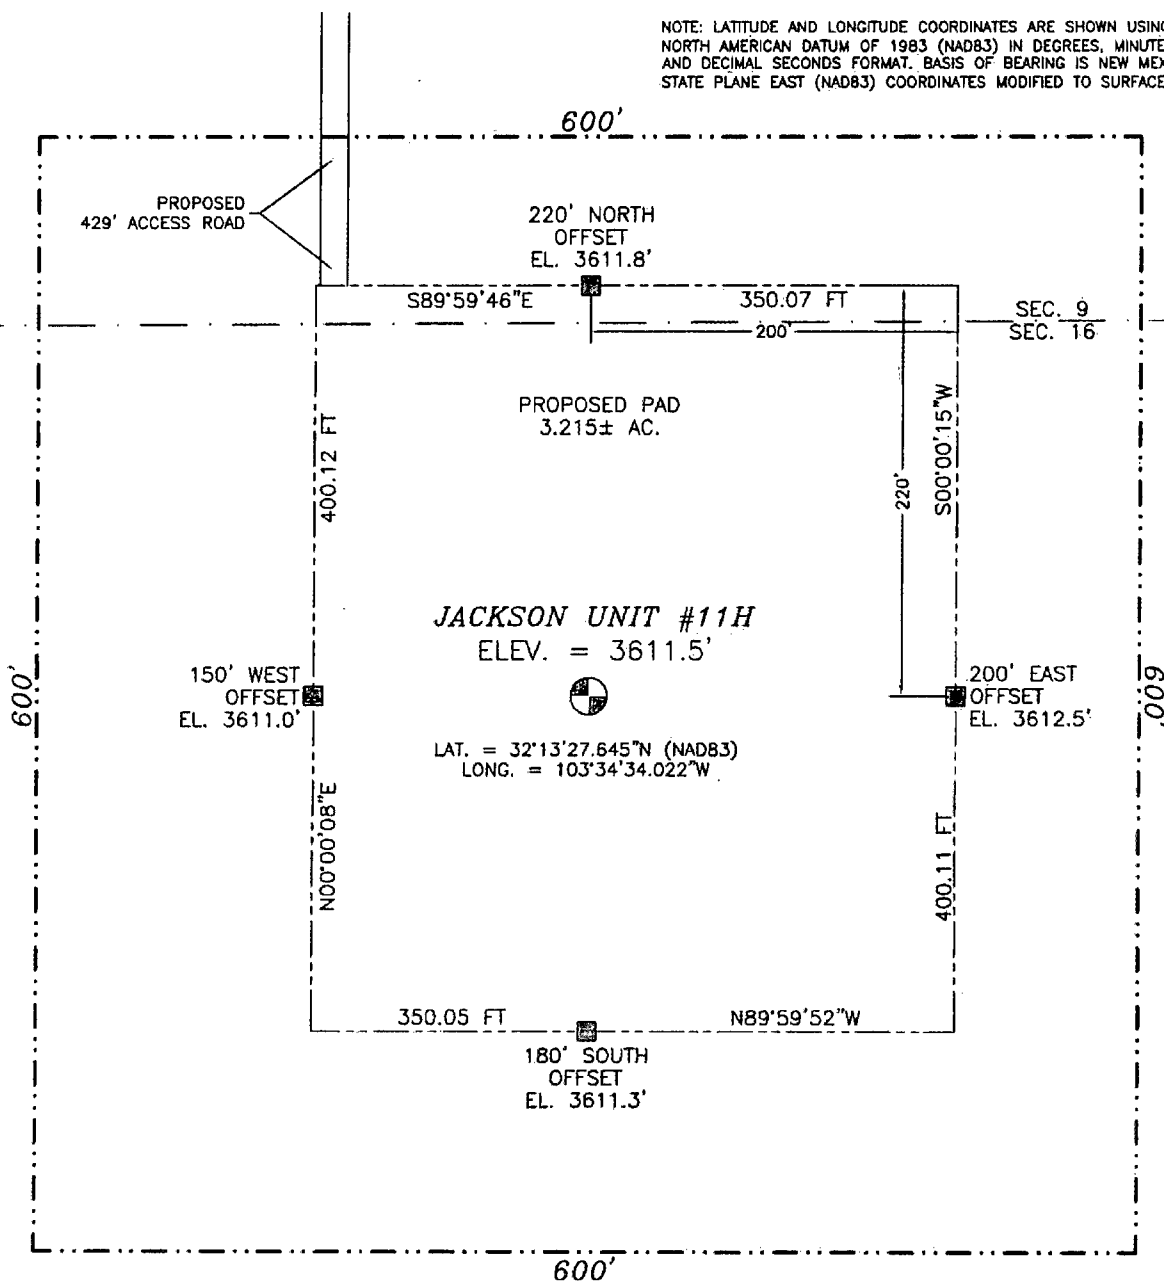 NOTE: LATITUDE AND LONGITUDE COORDINATES ARE SHOWN USING
NORTH AMERICAN DATUM OF 1983 (NAD83) IN DEGREES, MINUTE
AND DECIMAL SECONDS FORMAT. BASIS OF BEARING IS NEW MEX
STATE PLANE EAST (NAD83) COORDINATES MODIFIED TO SURFACE
600'
PROPOSED
429' ACCESS ROAD
220' NORTH
OFFSET
EL. 3611.8'
S89°59'46"E
350.07 FT
SEC. 9
SEC. 16
200'
PROPOSED PAD
3.215± AC.
400.12 FT
220'
S00°00'15"W
JACKSON UNIT #11H
ELEV. = 3611.5'
600'
150' WEST
OFFSET
EL. 3611.0'
200' EAST
OFFSET
EL. 3612.5'
600'
LAT. = 32°13'27.645"N (NAD83)
LONG. = 103°34'34.022"W
N00°00'08"E
400.11 FT
350.05 FT
N89°59'52"W
180' SOUTH
OFFSET
EL. 3611.3'
600'